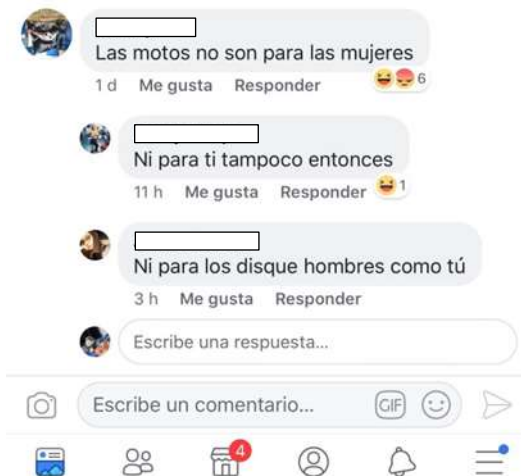 Las motos no son para las mujeres
1 d Me gusta Responder 6
Ni para ti tampoco entonces
11 h Me gusta Responder 1
Ni para los disque hombres como tú
3 h Me gusta Responder
Escribe una respuesta...
Escribe un comentario... GIF
4